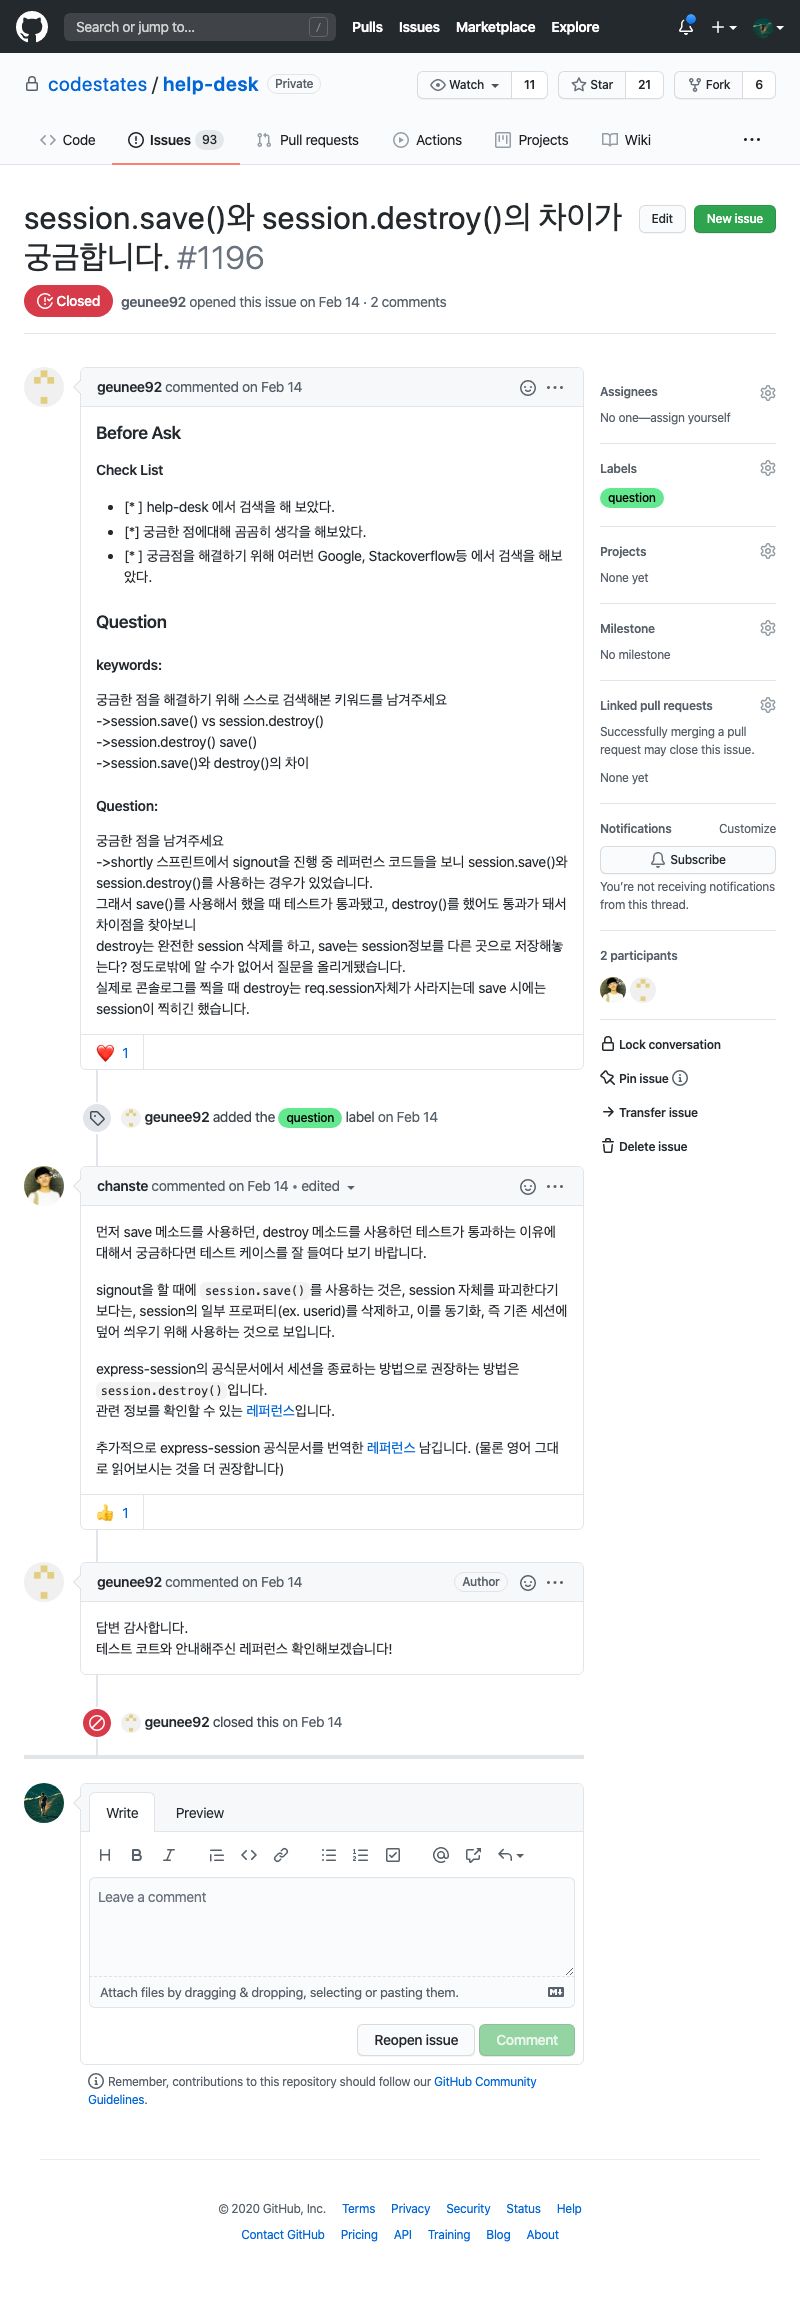 Search or jump to... /
Pulls Issues Marketplace Explore
codestates / help-desk Private
Watch 11 Star 21 Fork 6
Code Issues 93 Pull requests Actions Projects Wiki
session.save()와 session.destroy()의 차이가
궁금합니다. #1196
Edit New issue
Closed geunee92 opened this issue on Feb 14 · 2 comments
geunee92 commented on Feb 14
Before Ask
Check List
[* ] help-desk 에서 검색을 해 보았다.
[*] 궁금한 점에대해 곰곰히 생각을 해보았다.
[* ] 궁금점을 해결하기 위해 여러번 Google, Stackoverflow등 에서 검색을 해보
았다.
Question
keywords:
궁금한 점을 해결하기 위해 스스로 검색해본 키워드를 남겨주세요
->session.save() vs session.destroy()
->session.destroy() save()
->session.save()와 destroy()의 차이
Question:
궁금한 점을 남겨주세요
->shortly 스프린트에서 signout을 진행 중 레퍼런스 코드들을 보니 session.save()와
session.destroy()를 사용하는 경우가 있었습니다.
그래서 save()를 사용해서 했을 때 테스트가 통과됐고, destroy()를 했어도 통과가 돼서
차이점을 찾아보니
destroy는 완전한 session 삭제를 하고, save는 session정보를 다른 곳으로 저장해놓
는다? 정도로밖에 알 수가 없어서 질문을 올리게됐습니다.
실제로 콘솔로그를 찍을 때 destroy는 req.session자체가 사라지는데 save 시에는
session이 찍히긴 했습니다.
1
geunee92 added the question label on Feb 14
chanste commented on Feb 14 • edited
먼저 save 메소드를 사용하던, destroy 메소드를 사용하던 테스트가 통과하는 이유에
대해서 궁금하다면 테스트 케이스를 잘 들여다 보기 바랍니다.
signout을 할 때에 session.save() 를 사용하는 것은, session 자체를 파괴한다기
보다는, session의 일부 프로퍼티(ex. userid)를 삭제하고, 이를 동기화, 즉 기존 세션에
덮어 씌우기 위해 사용하는 것으로 보입니다.
express-session의 공식문서에서 세션을 종료하는 방법으로 권장하는 방법은
session.destroy() 입니다.
관련 정보를 확인할 수 있는 레퍼런스입니다.
추가적으로 express-session 공식문서를 번역한 레퍼런스 남깁니다. (물론 영어 그대
로 읽어보시는 것을 더 권장합니다)
1
geunee92 commented on Feb 14 Author
답변 감사합니다.
테스트 코트와 안내해주신 레퍼런스 확인해보겠습니다!
geunee92 closed this on Feb 14
Write Preview
Leave a comment
Attach files by dragging & dropping, selecting or pasting them.
Reopen issue Comment
Remember, contributions to this repository should follow our GitHub Community
Guidelines.
Assignees
No one—assign yourself
Labels
question
Projects
None yet
Milestone
No milestone
Linked pull requests
Successfully merging a pull
request may close this issue.
None yet
Notifications Customize
Subscribe
You're not receiving notifications
from this thread.
2 participants
Lock conversation
Pin issue
Transfer issue
Delete issue
© 2020 GitHub, Inc. Terms Privacy Security Status Help
Contact GitHub Pricing API Training Blog About